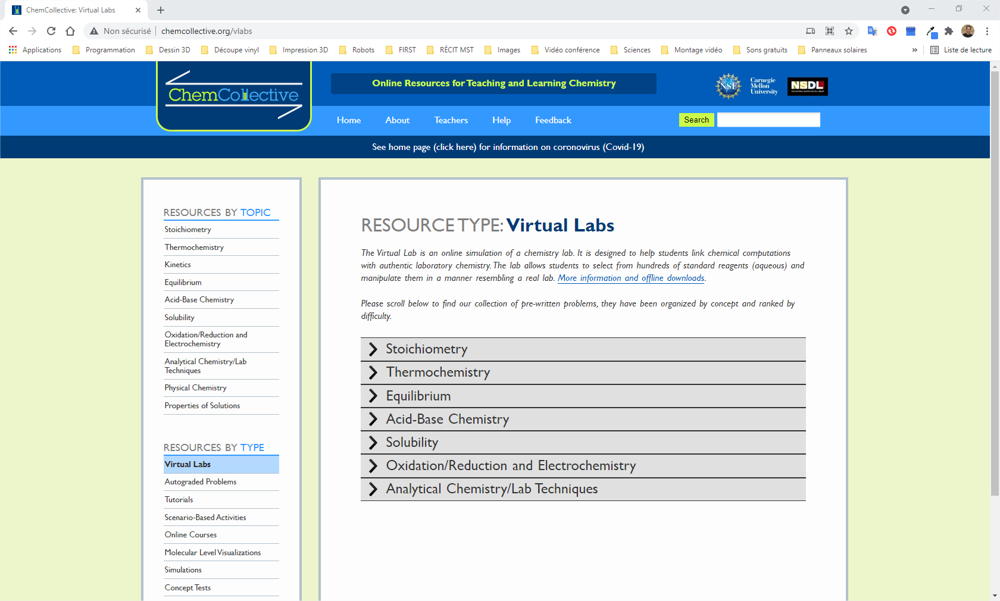 ChemCollective: Virtual Labs
Non sécurisé chemcollective.org/vlabs
Applications Programmation Dessin 3D Découpe vinyl Impression 3D Robots FIRST RÉCIT MST Images Vidéo conférence Sciences Montage vidéo Sons gratuits Panneaux solaires » Liste de lecture
ChemCollective
Online Resources for Teaching and Learning Chemistry
NSF
Carnegie
Mellon
University
NSDL
Home About Teachers Help Feedback
Search
See home page (click here) for information on coronovirus (Covid-19)
RESOURCES BY TOPIC
Stoichiometry
Thermochemistry
Kinetics
Equilibrium
Acid-Base Chemistry
Solubility
Oxidation/Reduction and
Electrochemistry
Analytical Chemistry/Lab
Techniques
Physical Chemistry
Properties of Solutions
RESOURCES BY TYPE
Virtual Labs
Autograded Problems
Tutorials
Scenario-Based Activities
Online Courses
Molecular Level Visualizations
Simulations
Concept Tests
RESOURCE TYPE: Virtual Labs
The Virtual Lab is an online simulation of a chemistry lab. It is designed to help students link chemical computations
with authentic laboratory chemistry. The lab allows students to select from hundreds of standard reagents (aqueous) and
manipulate them in a manner resembling a real lab. More information and offline downloads.
Please scroll below to find our collection of pre-written problems, they have been organized by concept and ranked by
difficulty.
Stoichiometry
Thermochemistry
Equilibrium
Acid-Base Chemistry
Solubility
Oxidation/Reduction and Electrochemistry
Analytical Chemistry/Lab Techniques